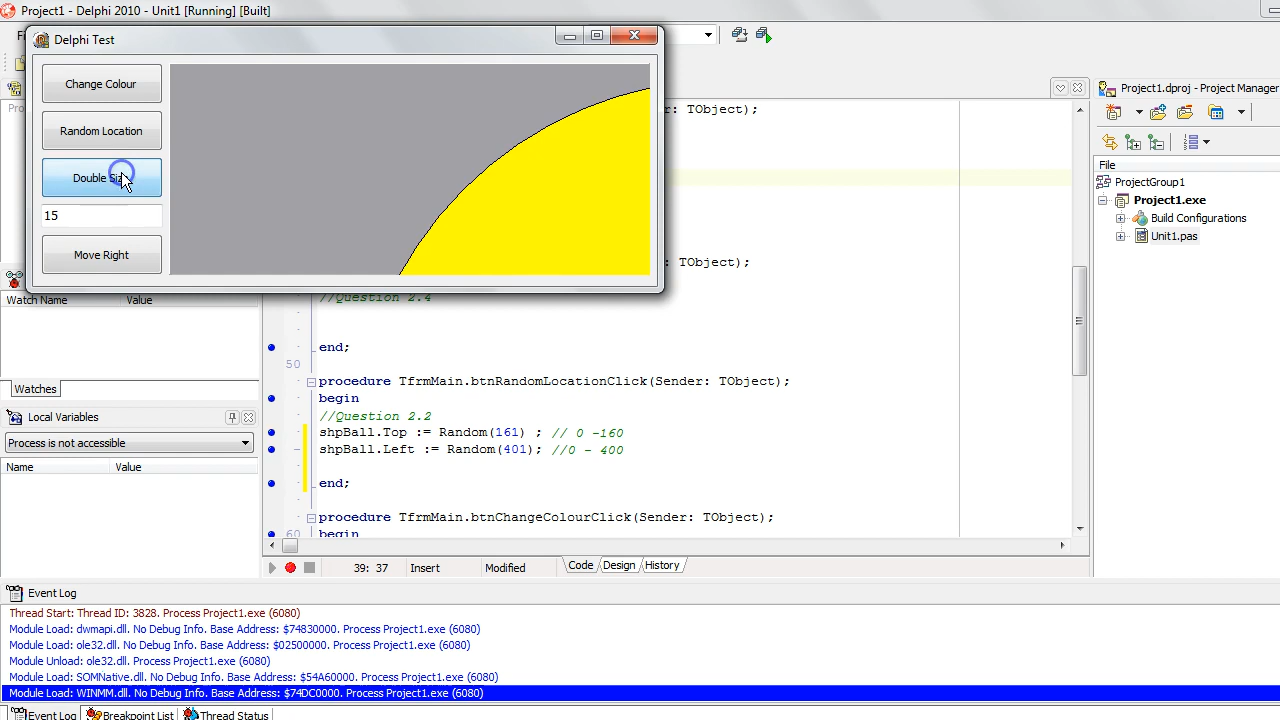 Project1 - Delphi 2010 - Unit1 [Running] [Built]
Delphi Test
Change Colour
Random Location
Double
15
Move Right
Project1.dproj - Project Manager
File
ProjectGroup1
Project1.exe
Build Configurations
Unit1.pas
: TObject);
: TObject);
//Question 2.4
end;
50
procedure TfrmMain.btnRandomLocationClick(Sender: TObject);
begin
//Question 2.2
shpBall.Top := Random(161) ; // 0 -160
shpBall.Left := Random(401); //0 - 400
end;
procedure TfrmMain.btnChangeColourClick(Sender: TObject);
60 begin
Watch Name Value
Watches
Local Variables
Process is not accessible
Name Value
39: 37 Insert Modified Code Design History
Event Log
Thread Start: Thread ID: 3828. Process Project1.exe (6080)
Module Load: dwmapi.dll. No Debug Info. Base Address: $74830000. Process Project1.exe (6080)
Module Load: ole32.dll. No Debug Info. Base Address: $02500000. Process Project1.exe (6080)
Module Unload: ole32.dll. Process Project1.exe (6080)
Module Load: SOMNative.dll. No Debug Info. Base Address: $54A60000. Process Project1.exe (6080)
Module Load: WINMM.dll. No Debug Info. Base Address: $74DC0000. Process Project1.exe (6080)
Event Log Breakpoint List Thread Status